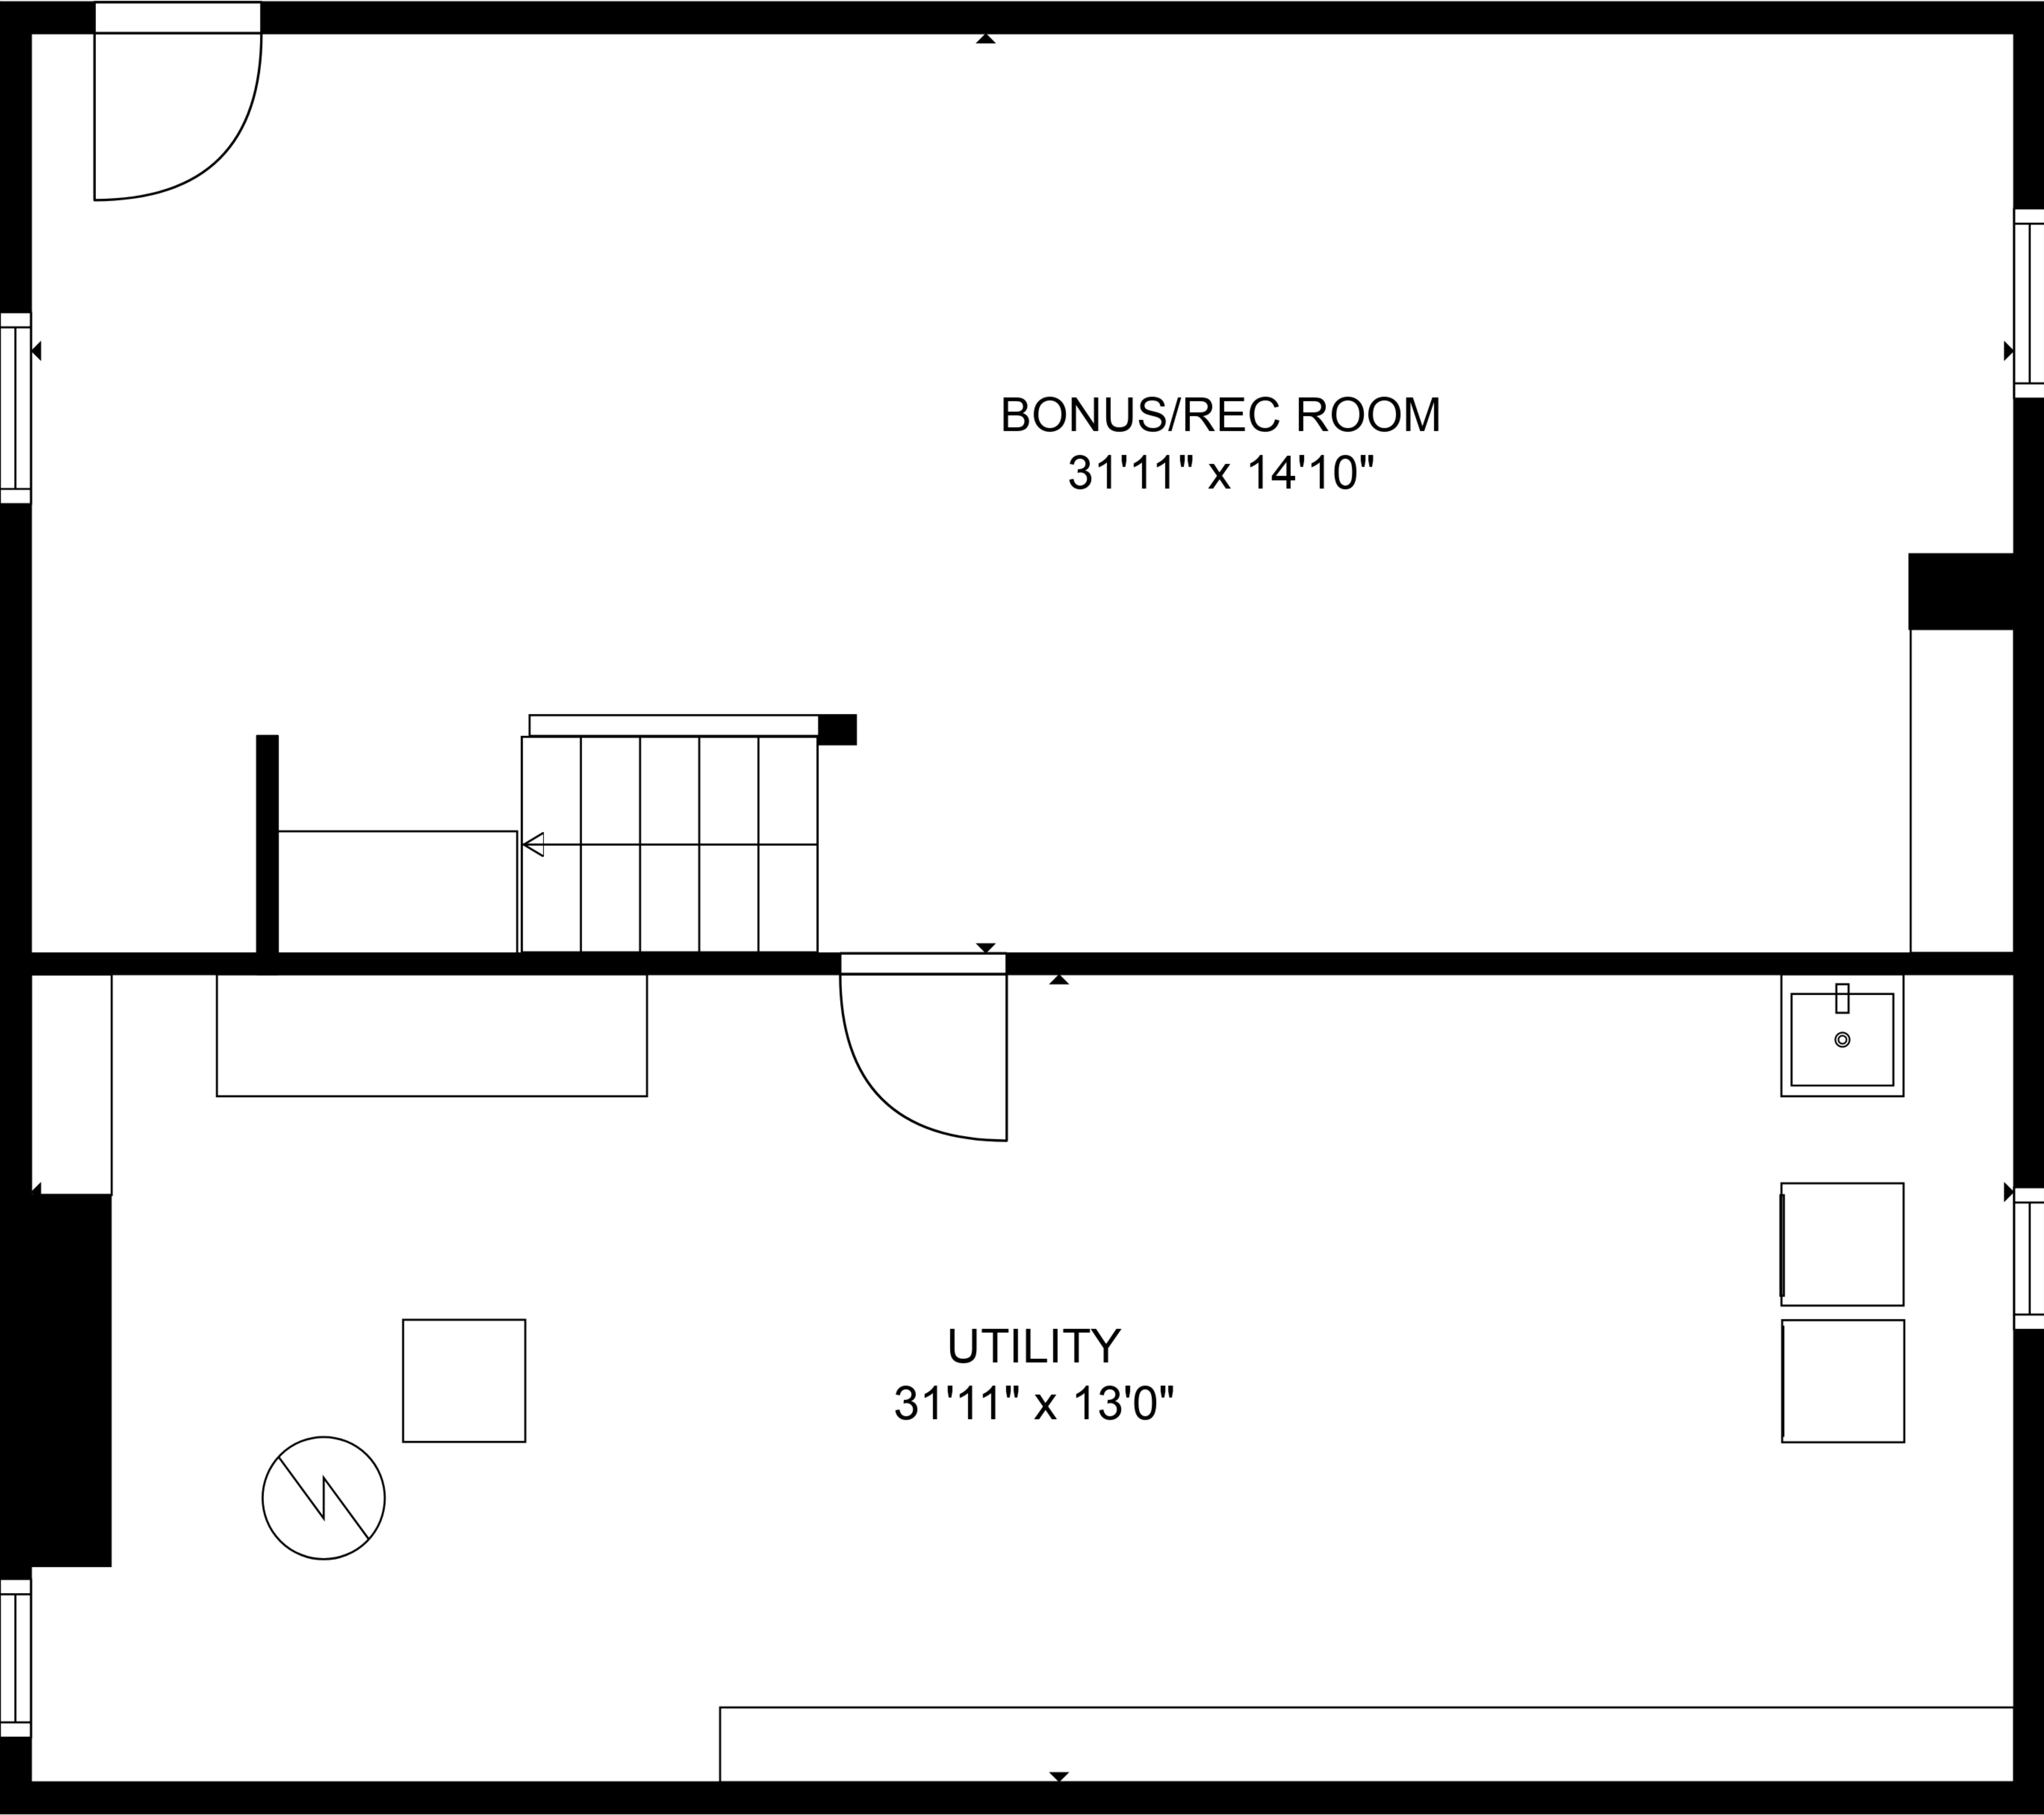 BONUS/REC ROOM
31'11" x 14'10"
UTILITY
31'11" x 13'0"